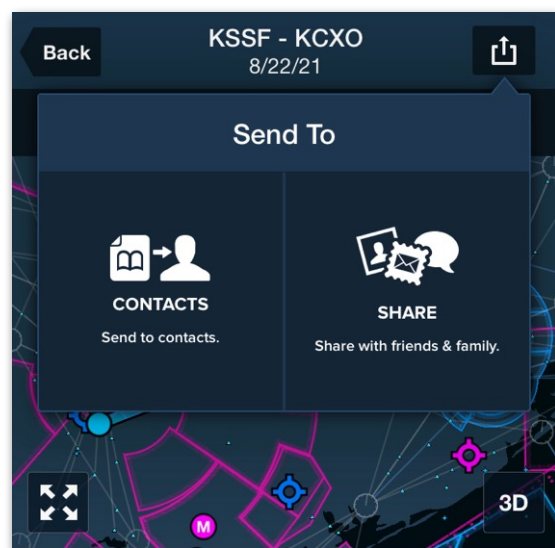 Back
KSSF - KCXO
8/22/21
Send To
CONTACTS
Send to contacts.
SHARE
Share with friends & family.
M
3D